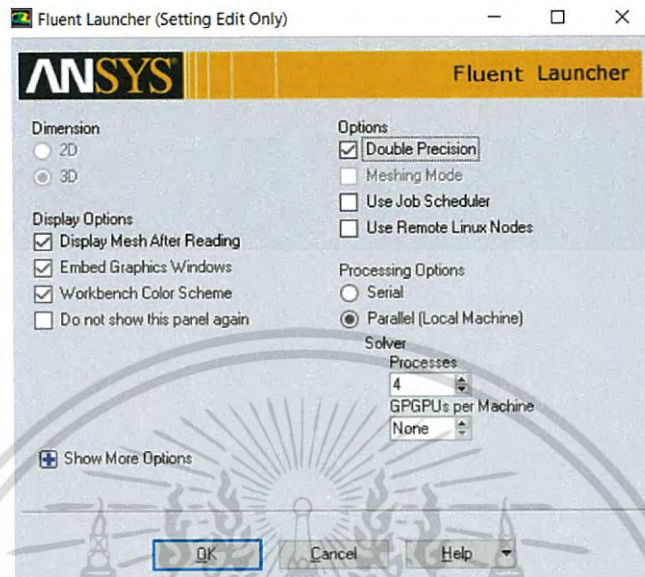 Fluent Launcher (Setting Edit Only)
ANSYS
Fluent Launcher
Dimension
2D
3D
Display Options
Display Mesh After Reading
Embed Graphics Windows
Workbench Color Scheme
Do not show this panel again
Show More Options
Options
Double Precision
Meshing Mode
Use Job Scheduler
Use Remote Linux Nodes
Processing Options
Serial
Parallel (Local Machine)
Solver
Processes
4
GPGPUs per Machine
None
OK Cancel Help